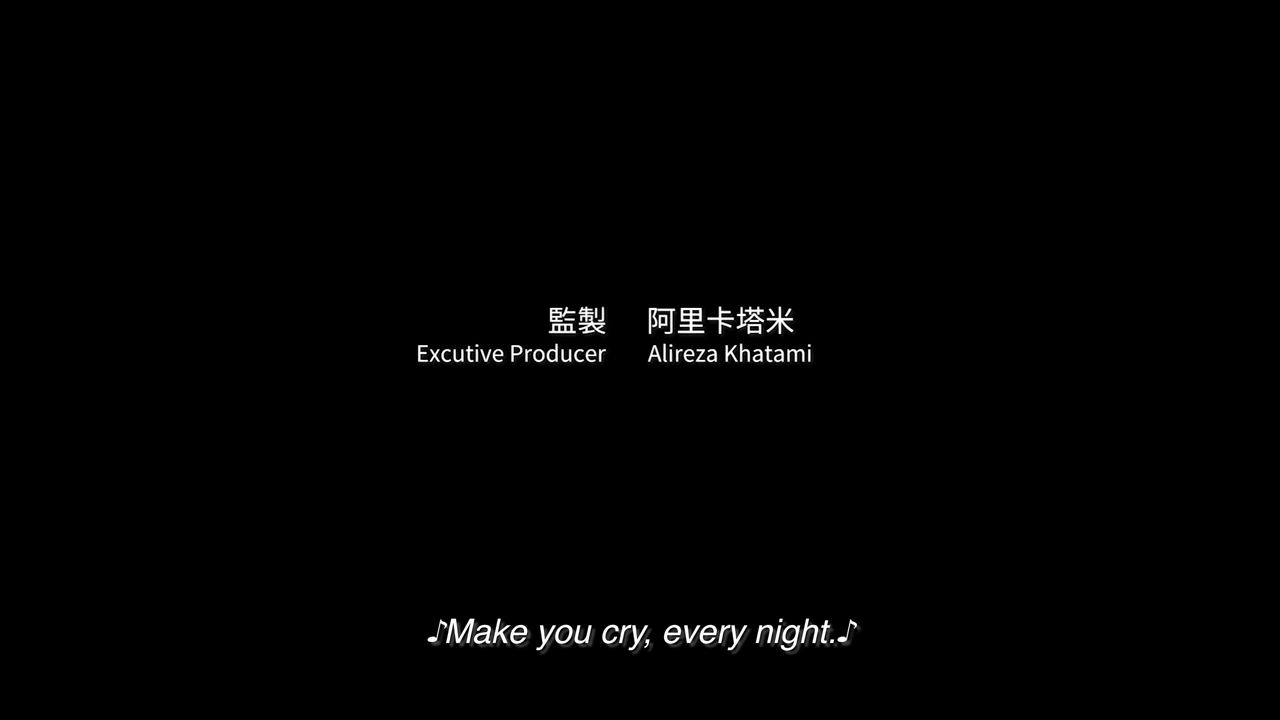 監製 阿里卡塔米
Excutive Producer Alireza Khatami
♪Make you cry, every night.♪